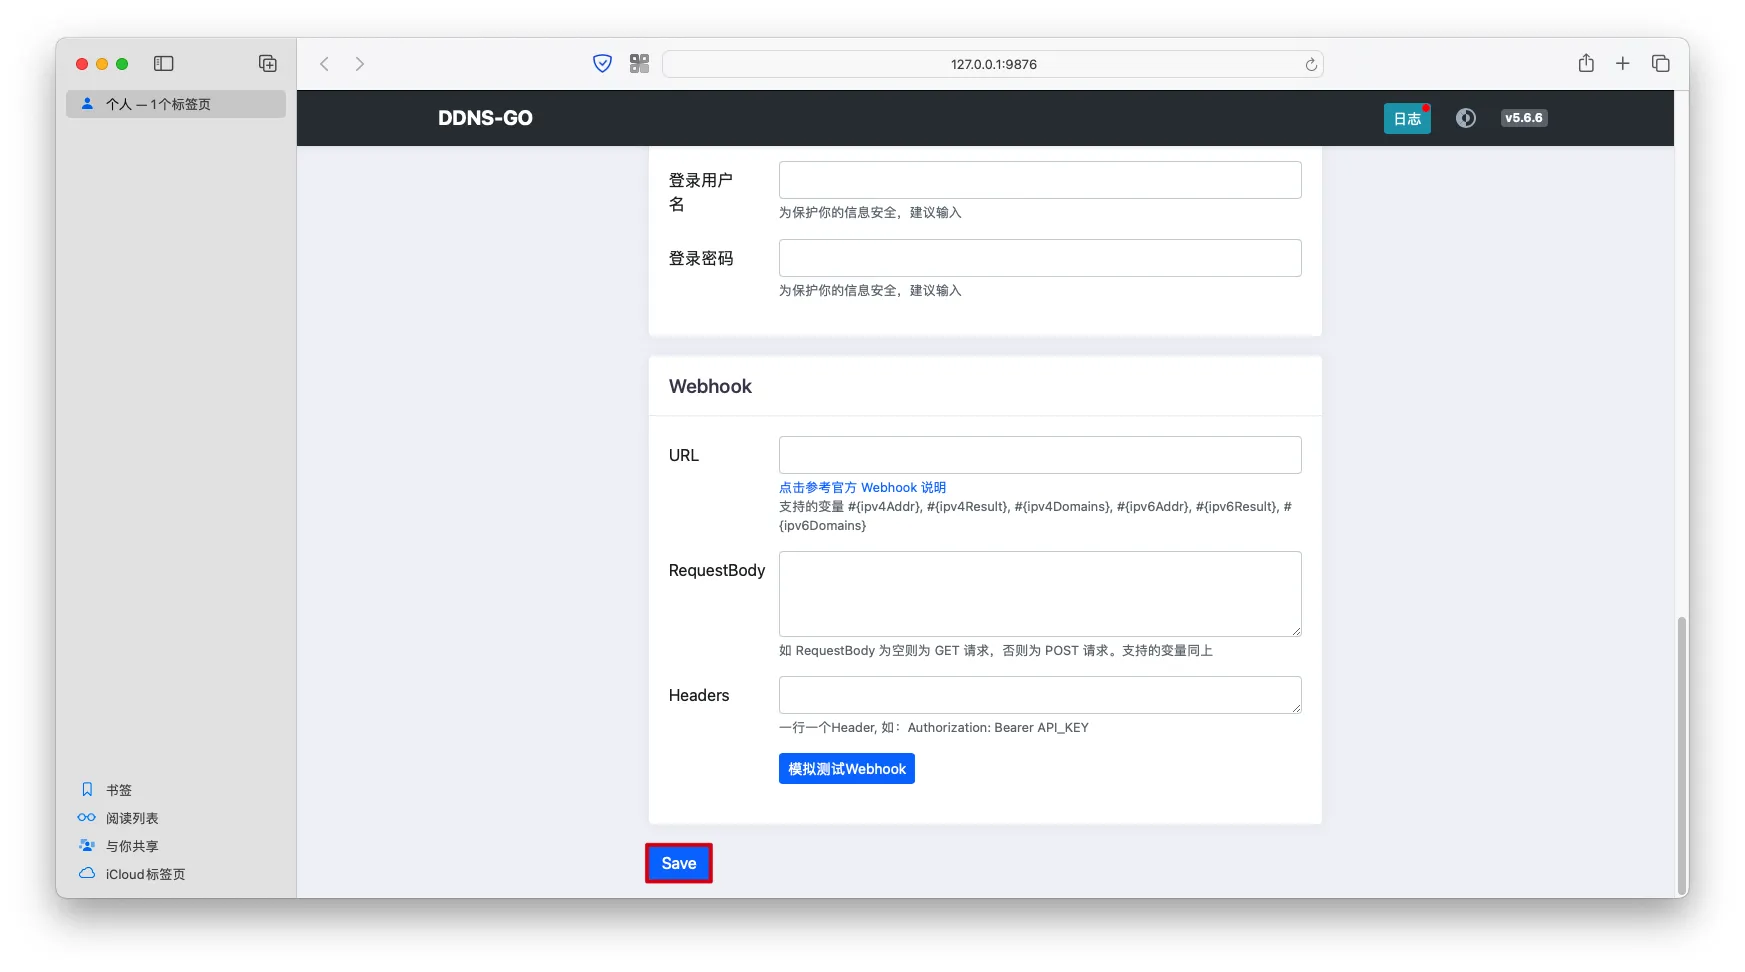 127.0.0.1:9876
个人 — 1个标签页
DDNS-GO
日志
v5.6.6
登录用户
名
为保护你的信息安全，建议输入
登录密码
为保护你的信息安全，建议输入
Webhook
URL
点击参考官方 Webhook 说明
支持的变量 #{ipv4Addr}, #{ipv4Result}, #{ipv4Domains}, #{ipv6Addr}, #{ipv6Result}, #
{ipv6Domains}
RequestBody
如 RequestBody 为空则为 GET 请求，否则为 POST 请求。支持的变量同上
Headers
一行一个Header, 如：Authorization: Bearer API_KEY
模拟测试Webhook
Save
书签
阅读列表
与你共享
iCloud标签页